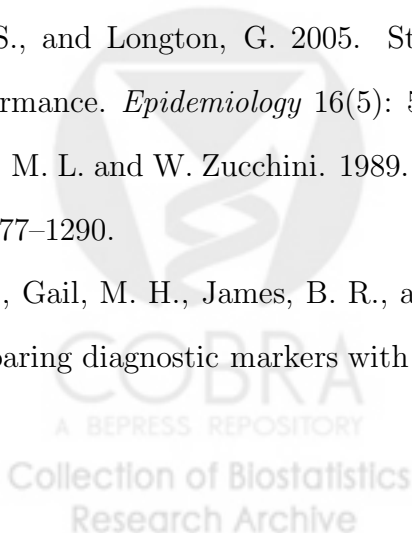 S., and Longton, G. 2005. St
rmance. Epidemiology 16(5): 5
M. L. and W. Zucchini. 1989.
77–1290.
., Gail, M. H., James, B. R., a
paring diagnostic markers with
COBRA
A BEPRESS REPOSITORY
Collection of Biostatistics
Research Archive